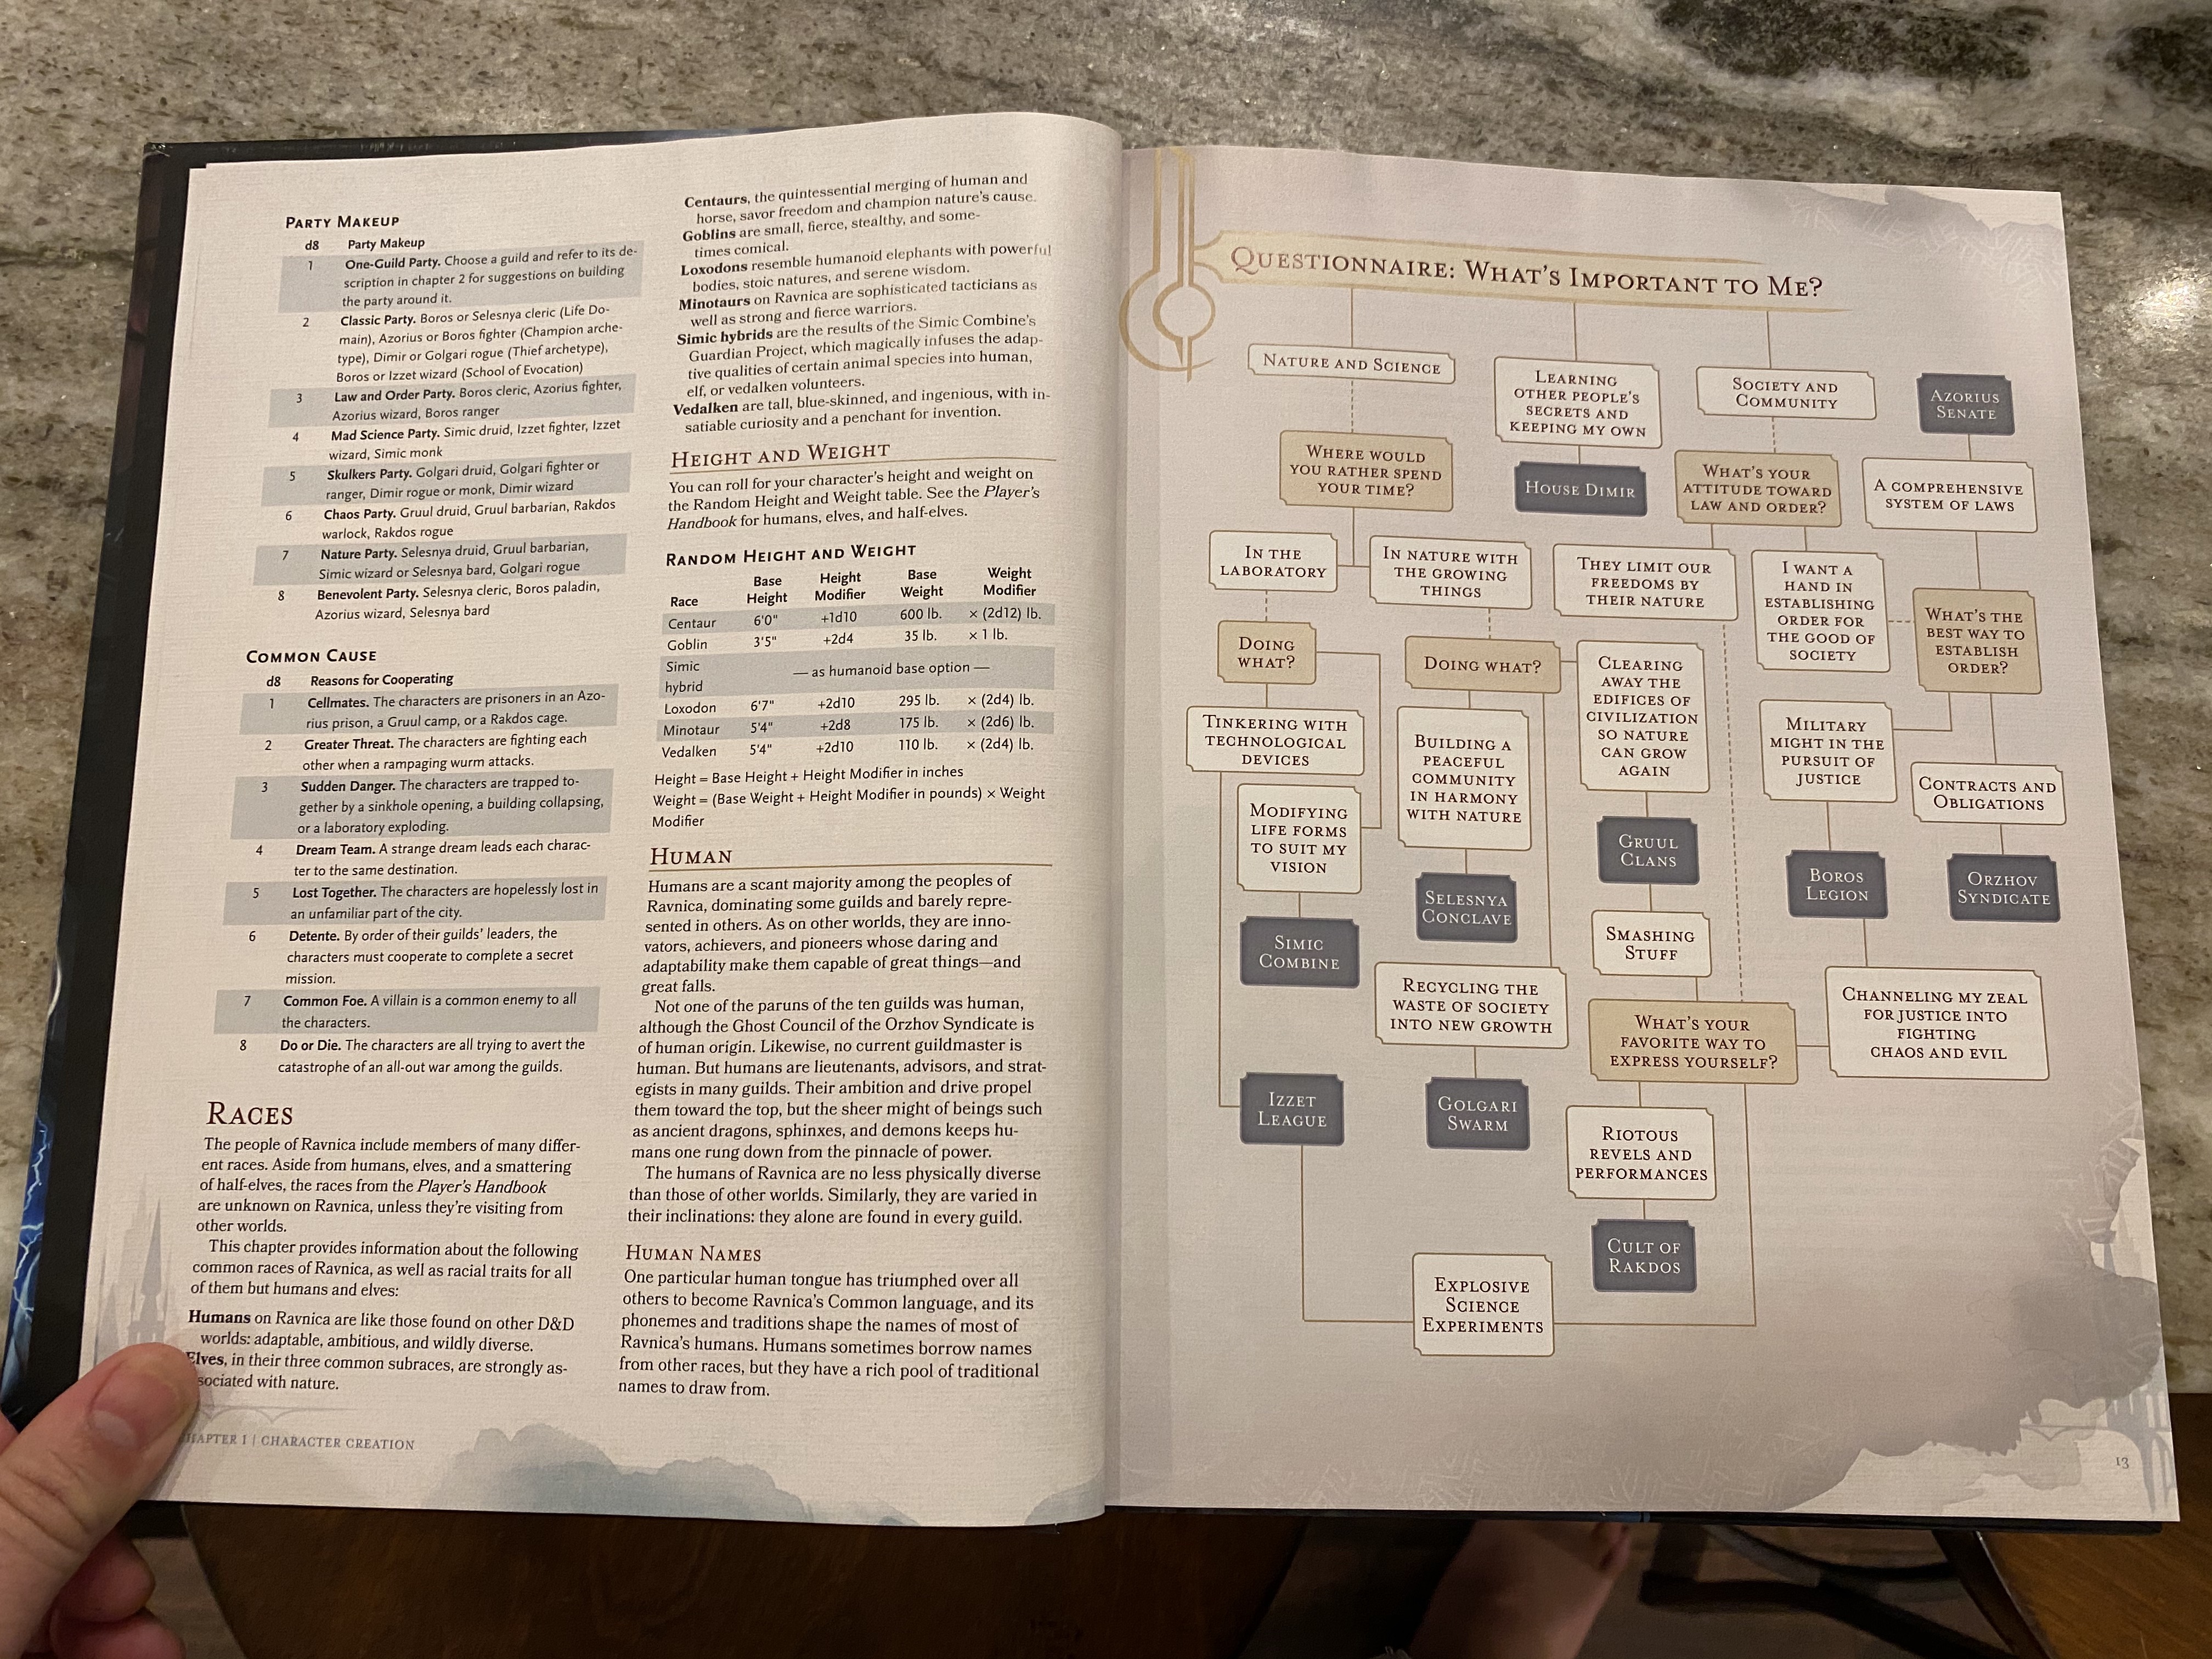 PARTY MAKEUP
d8 Party Makeup
1 One-Guild Party. Choose a guild and refer to its de-
scription in chapter 2 for suggestions on building
the party around it.
2 Classic Party. Boros or Selesnya cleric (Life Do-
main), Azorius or Boros fighter (Champion arche-
type), Dimir or Golgari rogue (Thief archetype),
Boros or Izzet wizard (School of Evocation)
3 Law and Order Party. Boros cleric, Azorius fighter,
Azorius wizard, Boros ranger
4 Mad Science Party. Simic druid, Izzet fighter, Izzet
wizard, Simic monk
5 Skulkers Party. Golgari druid, Golgari fighter or
ranger, Dimir rogue or monk, Dimir wizard
6 Chaos Party. Gruul druid, Gruul barbarian, Rakdos
warlock, Rakdos rogue
7 Nature Party. Selesnya druid, Gruul barbarian,
Simic wizard or Selesnya bard, Golgari rogue
8 Benevolent Party. Selesnya cleric, Boros paladin,
Azorius wizard, Selesnya bard
COMMON CAUSE
d8 Reasons for Cooperating
1 Cellmates. The characters are prisoners in an Azo-
rius prison, a Gruul camp, or a Rakdos cage.
2 Greater Threat. The characters are fighting each
other when a rampaging wurm attacks.
3 Sudden Danger. The characters are trapped to-
gether by a sinkhole opening, a building collapsing,
or a laboratory exploding.
4 Dream Team. A strange dream leads each charac-
ter to the same destination.
5 Lost Together. The characters are hopelessly lost in
an unfamiliar part of the city.
6 Detente. By order of their guilds' leaders, the
characters must cooperate to complete a secret
mission.
7 Common Foe. A villain is a common enemy to all
the characters.
8 Do or Die. The characters are all trying to avert the
catastrophe of an all-out war among the guilds.
RACES
The people of Ravnica include members of many differ-
ent races. Aside from humans, elves, and a smattering
of half-elves, the races from the Player's Handbook
are unknown on Ravnica, unless they're visiting from
other worlds.
This chapter provides information about the following
common races of Ravnica, as well as racial traits for all
of them but humans and elves:
Humans on Ravnica are like those found on other D&D
worlds: adaptable, ambitious, and wildly diverse.
Elves, in their three common subraces, are strongly as-
sociated with nature.
CHAPTER 1 | CHARACTER CREATION
Centaurs, the quintessential merging of human and
horse, savor freedom and champion nature's cause.
Goblins are small, fierce, stealthy, and some-
times comical.
Loxodons resemble humanoid elephants with powerful
bodies, stoic natures, and serene wisdom.
Minotaurs on Ravnica are sophisticated tacticians as
well as strong and fierce warriors.
Simic hybrids are the results of the Simic Combine's
Guardian Project, which magically infuses the adap-
tive qualities of certain animal species into human,
elf, or vedalken volunteers.
Vedalken are tall, blue-skinned, and ingenious, with in-
satiable curiosity and a penchant for invention.
HEIGHT AND WEIGHT
You can roll for your character's height and weight on
the Random Height and Weight table. See the Player's
Handbook for humans, elves, and half-elves.
RANDOM HEIGHT AND WEIGHT
Base Height Base Weight
Race Height Modifier Weight Modifier
Centaur 6'0" +1d10 600 lb. × (2d12) lb.
Goblin 3'5" +2d4 35 lb. × 1 lb.
Simic
hybrid — as humanoid base option —
Loxodon 6'7" +2d10 295 lb. × (2d4) lb.
Minotaur 5'4" +2d8 175 lb. × (2d6) lb.
Vedalken 5'4" +2d10 110 lb. × (2d4) lb.
Height = Base Height + Height Modifier in inches
Weight = (Base Weight + Height Modifier in pounds) × Weight
Modifier
HUMAN
Humans are a scant majority among the peoples of
Ravnica, dominating some guilds and barely repre-
sented in others. As on other worlds, they are inno-
vators, achievers, and pioneers whose daring and
adaptability make them capable of great things—and
great falls.
Not one of the paruns of the ten guilds was human,
although the Ghost Council of the Orzhov Syndicate is
of human origin. Likewise, no current guildmaster is
human. But humans are lieutenants, advisors, and strat-
egists in many guilds. Their ambition and drive propel
them toward the top, but the sheer might of beings such
as ancient dragons, sphinxes, and demons keeps hu-
mans one rung down from the pinnacle of power.
The humans of Ravnica are no less physically diverse
than those of other worlds. Similarly, they are varied in
their inclinations: they alone are found in every guild.
HUMAN NAMES
One particular human tongue has triumphed over all
others to become Ravnica's Common language, and its
phonemes and traditions shape the names of most of
Ravnica's humans. Humans sometimes borrow names
from other races, but they have a rich pool of traditional
names to draw from.
QUESTIONNAIRE: WHAT'S IMPORTANT TO ME?
NATURE AND SCIENCE
LEARNING
OTHER PEOPLE'S
SECRETS AND
KEEPING MY OWN
SOCIETY AND
COMMUNITY
AZORIUS
SENATE
WHERE WOULD
YOU RATHER SPEND
YOUR TIME?
HOUSE DIMIR
WHAT'S YOUR
ATTITUDE TOWARD
LAW AND ORDER?
A COMPREHENSIVE
SYSTEM OF LAWS
IN THE
LABORATORY
IN NATURE WITH
THE GROWING
THINGS
THEY LIMIT OUR
FREEDOMS BY
THEIR NATURE
I WANT A
HAND IN
ESTABLISHING
ORDER FOR
THE GOOD OF
SOCIETY
WHAT'S THE
BEST WAY TO
ESTABLISH
ORDER?
DOING
WHAT?
DOING WHAT?
CLEARING
AWAY THE
EDIFICES OF
CIVILIZATION
SO NATURE
CAN GROW
AGAIN
TINKERING WITH
TECHNOLOGICAL
DEVICES
BUILDING A
PEACEFUL
COMMUNITY
IN HARMONY
WITH NATURE
MILITARY
MIGHT IN THE
PURSUIT OF
JUSTICE
CONTRACTS AND
OBLIGATIONS
MODIFYING
LIFE FORMS
TO SUIT MY
VISION
GRUUL
CLANS
BOROS
LEGION
ORZHOV
SYNDICATE
SELESNYA
CONCLAVE
SIMIC
COMBINE
SMASHING
STUFF
RECYCLING THE
WASTE OF SOCIETY
INTO NEW GROWTH
WHAT'S YOUR
FAVORITE WAY TO
EXPRESS YOURSELF?
CHANNELING MY ZEAL
FOR JUSTICE INTO
FIGHTING
CHAOS AND EVIL
IZZET
LEAGUE
GOLGARI
SWARM
RIOTOUS
REVELS AND
PERFORMANCES
CULT OF
RAKDOS
EXPLOSIVE
SCIENCE
EXPERIMENTS
13